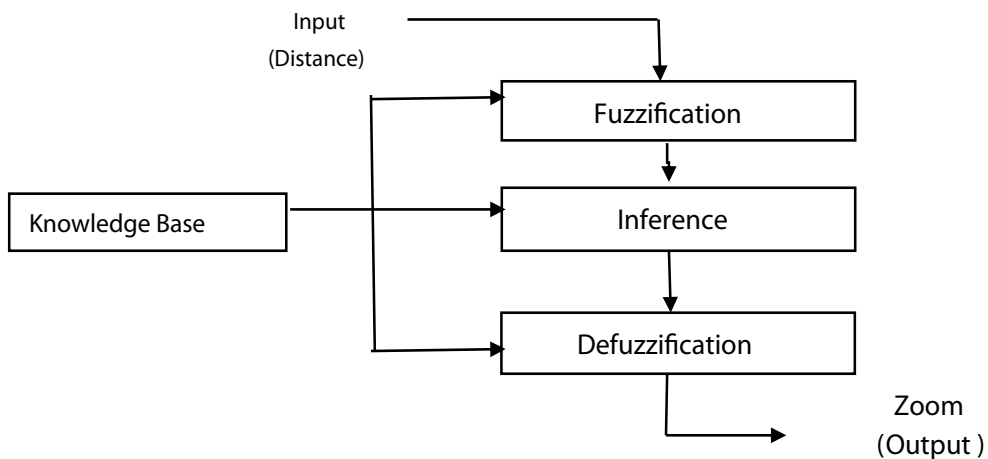 Input
(Distance)
Fuzzification
Knowledge Base
Inference
Defuzzification
Zoom
(Output )